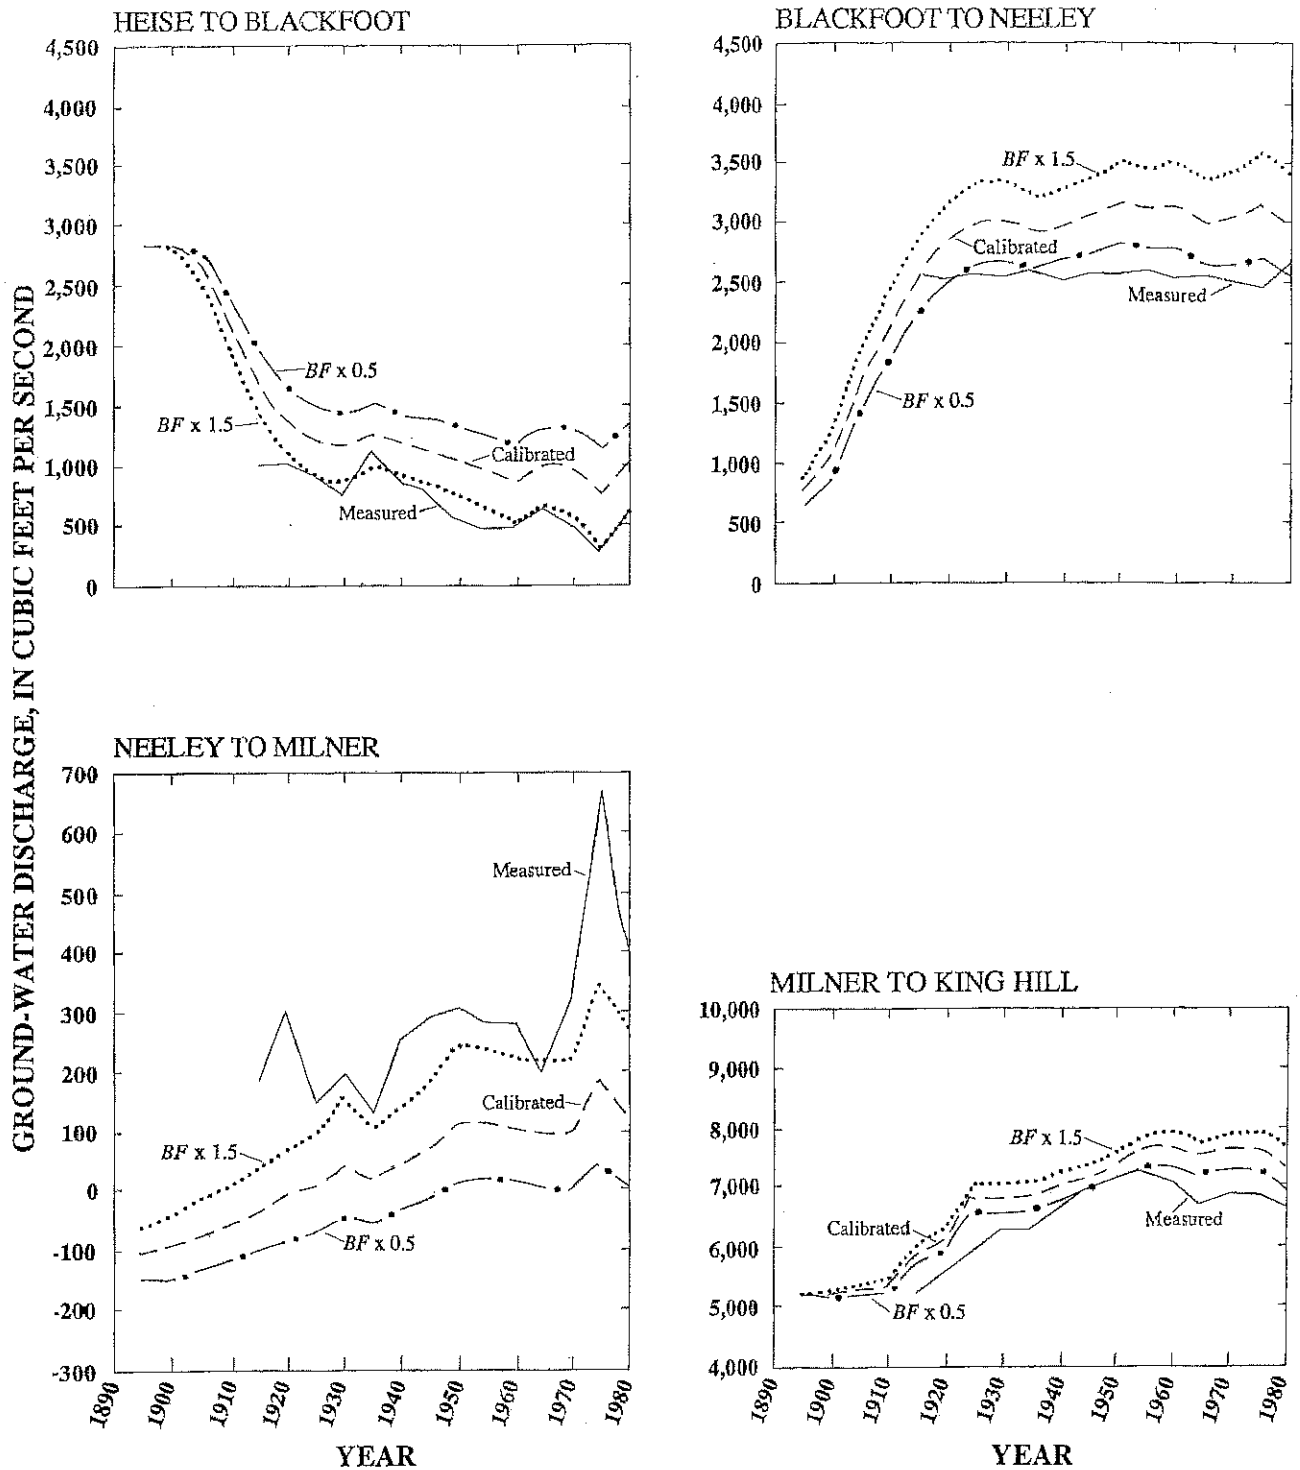 GROUND-WATER DISCHARGE, IN CUBIC FEET PER SECOND
HEISE TO BLACKFOOT
4,500
4,000
3,500
3,000
2,500
2,000
1,500
1,000
500
0
BF x 0.5
BF x 1.5
Calibrated
Measured
BLACKFOOT TO NEELEY
4,500
4,000
3,500
3,000
2,500
2,000
1,500
1,000
500
0
BF x 1.5
Calibrated
Measured
BF x 0.5
NEELEY TO MILNER
700
600
500
400
300
200
100
0
-100
-200
-300
Measured
Calibrated
BF x 1.5
BF x 0.5
1890
1900
1910
1920
1930
1940
1950
1960
1970
1980
YEAR
MILNER TO KING HILL
10,000
9,000
8,000
7,000
6,000
5,000
4,000
BF x 1.5
Calibrated
Measured
BF x 0.5
1890
1900
1910
1920
1930
1940
1950
1960
1970
1980
YEAR